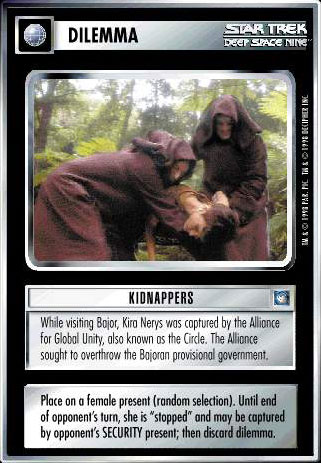 DILEMMA
STAR TREK
DEEP SPACE NINE
TM & © 1998 PAR. PIC. TM & © 1998 DECIPHER INC.
KIDNAPPERS
While visiting Bajor, Kira Nerys was captured by the Alliance
for Global Unity, also known as the Circle. The Alliance
sought to overthrow the Bajoran provisional government.
Place on a female present (random selection). Until end
of opponent's turn, she is "stopped" and may be captured
by opponent's SECURITY present; then discard dilemma.